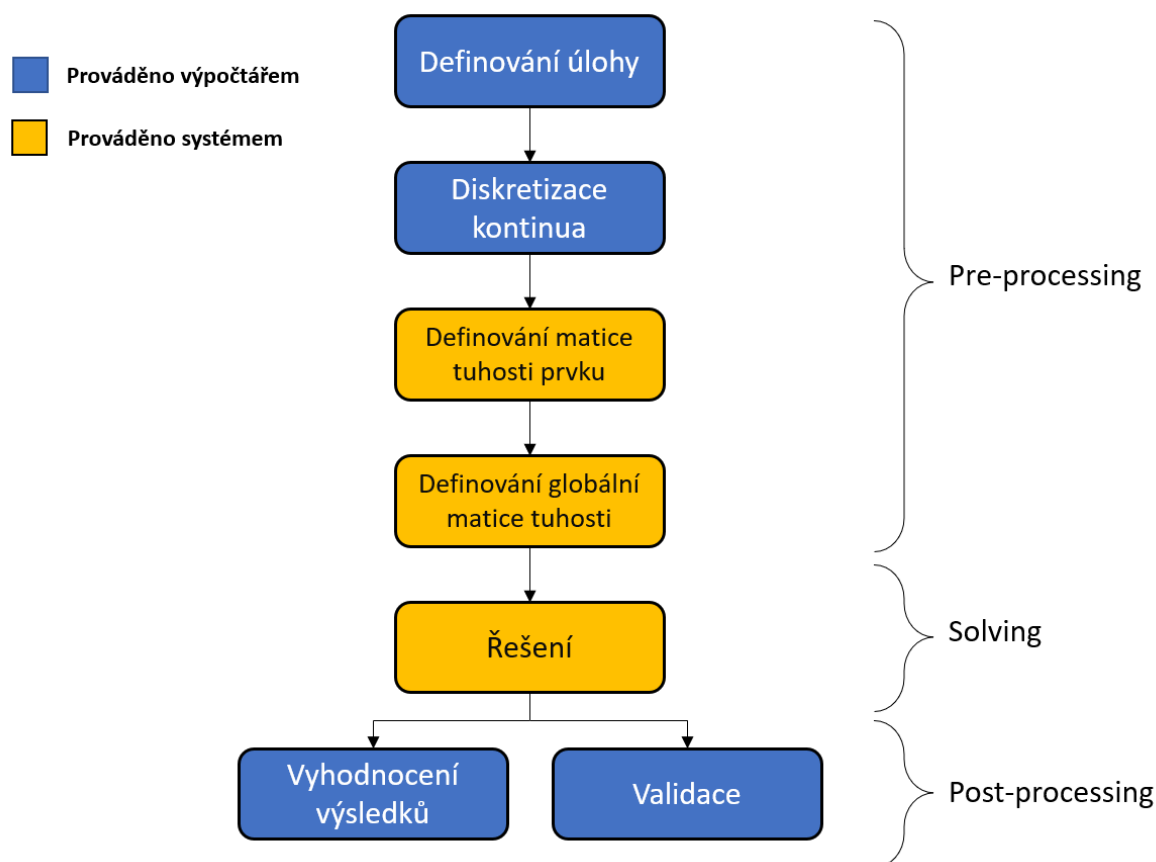 Definování úlohy
Prováděno výpočtářem
Prováděno systémem
Diskretizace
kontinua
Pre-processing
Definování matice
tuhosti prvku
Definování globální
matice tuhosti
Řešení
Solving
Vyhodnocení
výsledků
Validace
Post-processing